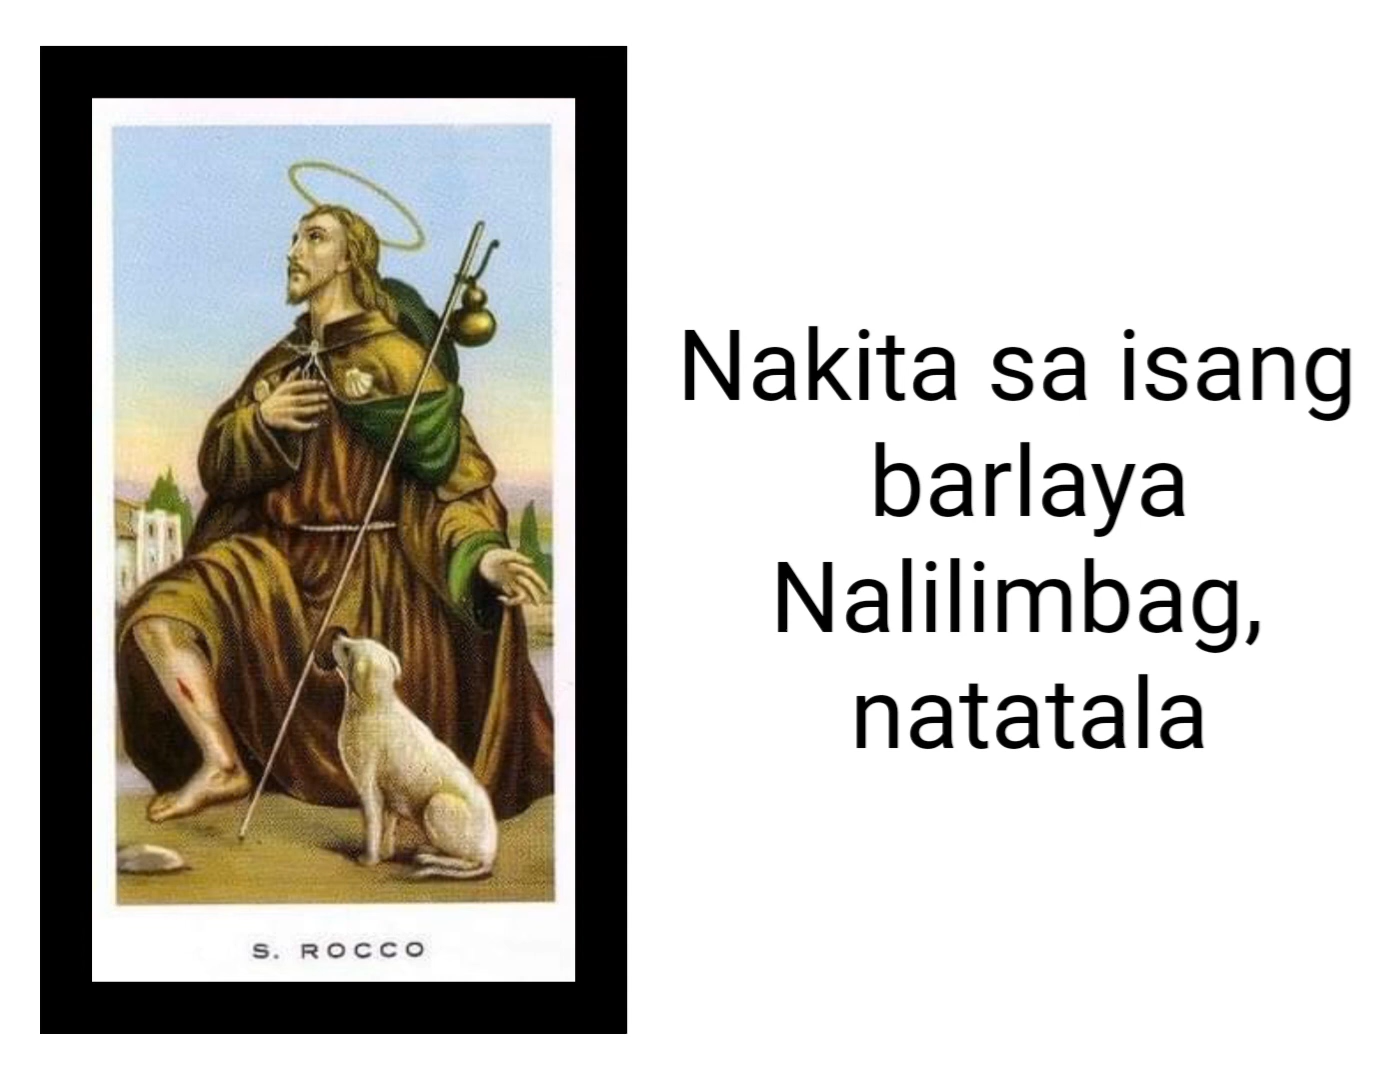 S. ROCCO
Nakita sa isang
barlaya
Nalilimbag,
natatala